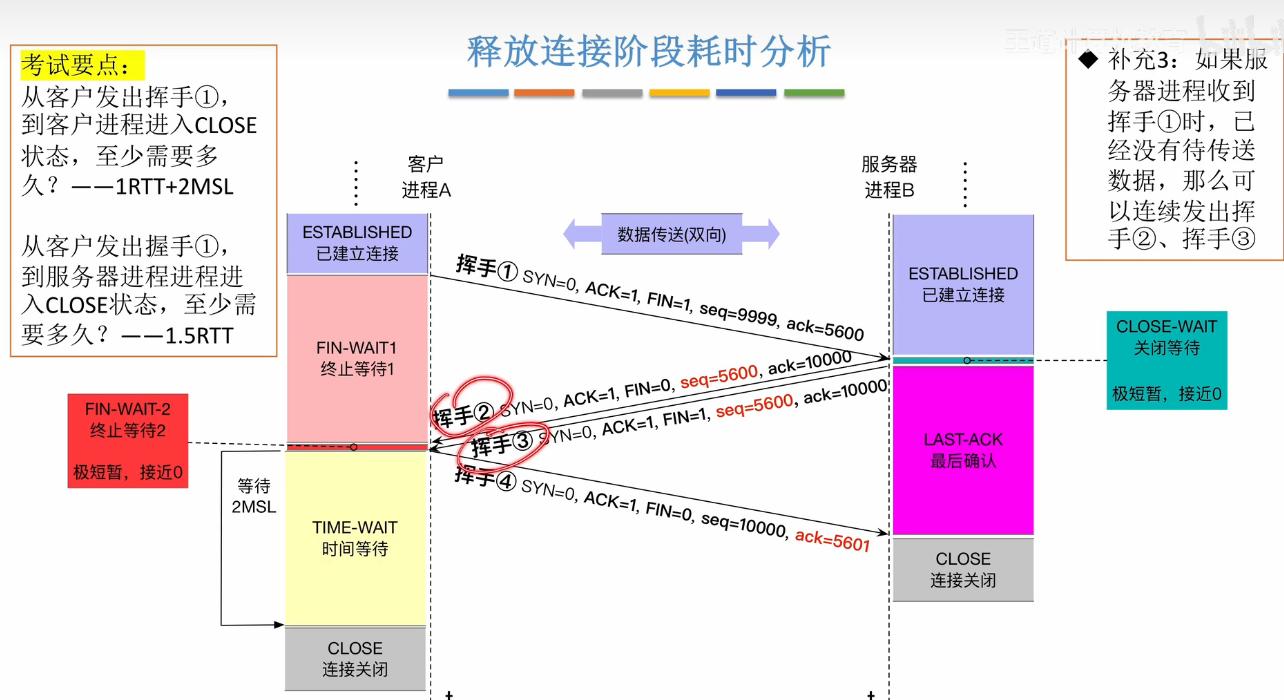 释放连接阶段耗时分析
考试要点：
从客户发出挥手①，
到客户进程进入CLOSE
状态，至少需要多
久？——1RTT+2MSL
从客户发出握手①，
到服务器进程进程进
入CLOSE状态，至少需
要多久？——1.5RTT
◆ 补充3：如果服
务器进程收到
挥手①时，已
经没有待传送
数据，那么可
以连续发出挥
手②、挥手③
客户
进程A
服务器
进程B
ESTABLISHED
已建立连接
数据传送(双向)
ESTABLISHED
已建立连接
挥手① SYN=0, ACK=1, FIN=1, seq=9999, ack=5600
FIN-WAIT1
终止等待1
CLOSE-WAIT
关闭等待
极短暂，接近0
挥手② SYN=0, ACK=1, FIN=0, seq=5600, ack=10000
挥手③ SYN=0, ACK=1, FIN=1, seq=5600, ack=10000
FIN-WAIT-2
终止等待2
极短暂，接近0
LAST-ACK
最后确认
挥手④ SYN=0, ACK=1, FIN=0, seq=10000, ack=5601
等待
2MSL
TIME-WAIT
时间等待
CLOSE
连接关闭
CLOSE
连接关闭
t
t